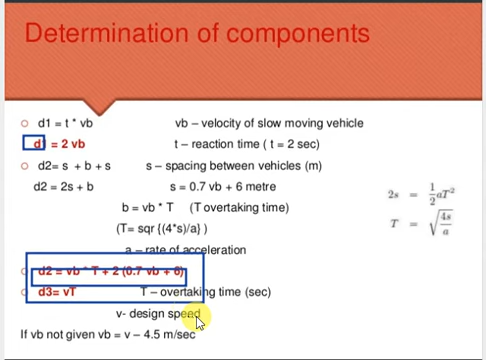 Determination of components
d1 = t * vb vb – velocity of slow moving vehicle
d1 = 2 vb t – reaction time ( t = 2 sec)
d2= s + b + s s – spacing between vehicles (m)
d2 = 2s + b s = 0.7 vb + 6 metre
b = vb * T (T overtaking time)
(T= sqr {(4*s)/a} )
a – rate of acceleration
d2 = vb * T + 2 (0.7 vb + 6)
d3= vT T – overtaking time (sec)
v- design speed
If vb not given vb = v – 4.5 m/sec
2s = 1/2 aT²
T = √4s/a